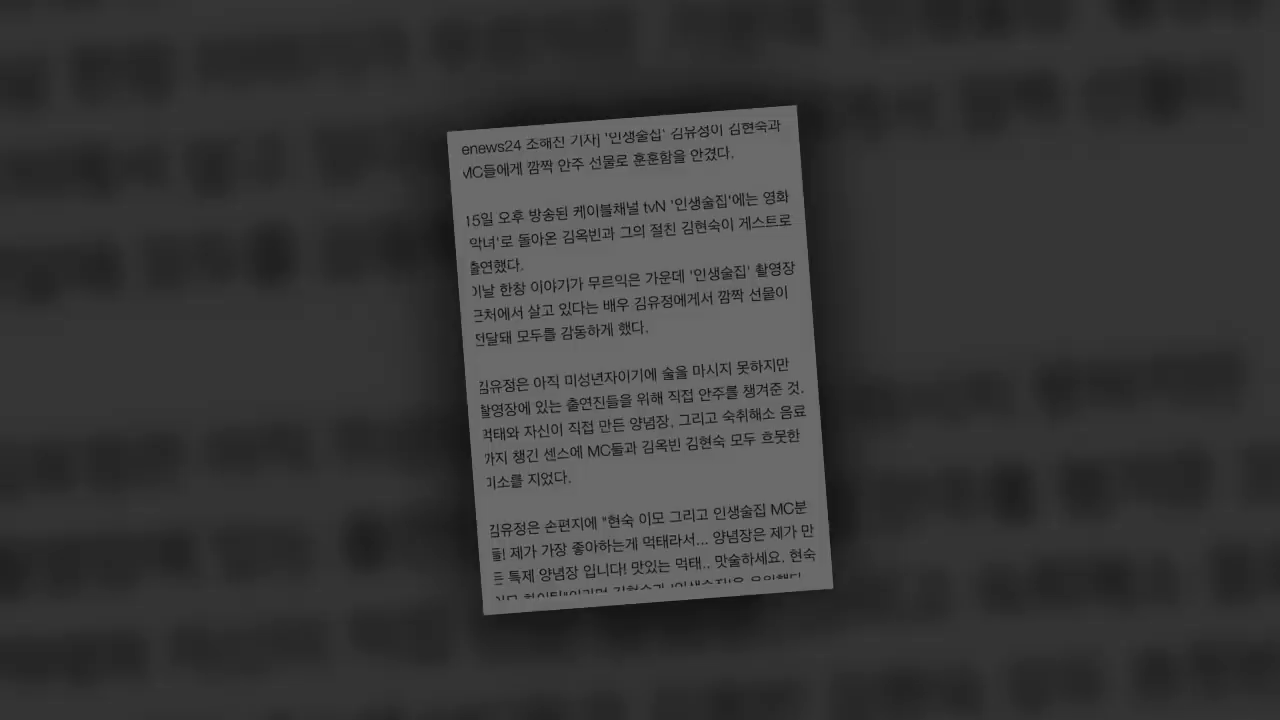 enews24 조해진 기자] '인생술집' 김유정이 김현숙과
MC들에게 깜짝 안주 선물로 훈훈함을 안겼다.
15일 오후 방송된 케이블채널 tvN '인생술집'에는 영화
악녀'로 돌아온 김옥빈과 그의 절친 김현숙이 게스트로
출연했다.
이날 한창 이야기가 무르익은 가운데 '인생술집' 촬영장
근처에서 살고 있다는 배우 김유정에게서 깜짝 선물이
전달돼 모두를 감동하게 했다.
김유정은 아직 미성년자이기에 술을 마시지 못하지만
촬영장에 있는 출연진들을 위해 직접 안주를 챙겨준 것.
먹태와 자신이 직접 만든 양념장, 그리고 숙취해소 음료
까지 챙긴 센스에 MC들과 김옥빈 김현숙 모두 흐뭇한
미소를 지었다.
김유정은 손편지에 "현숙 이모 그리고 인생술집 MC분
들! 제가 가장 좋아하는게 먹태라서... 양념장은 제가 만
든 특제 양념장 입니다! 맛있는 먹태.. 맛술하세요. 현숙